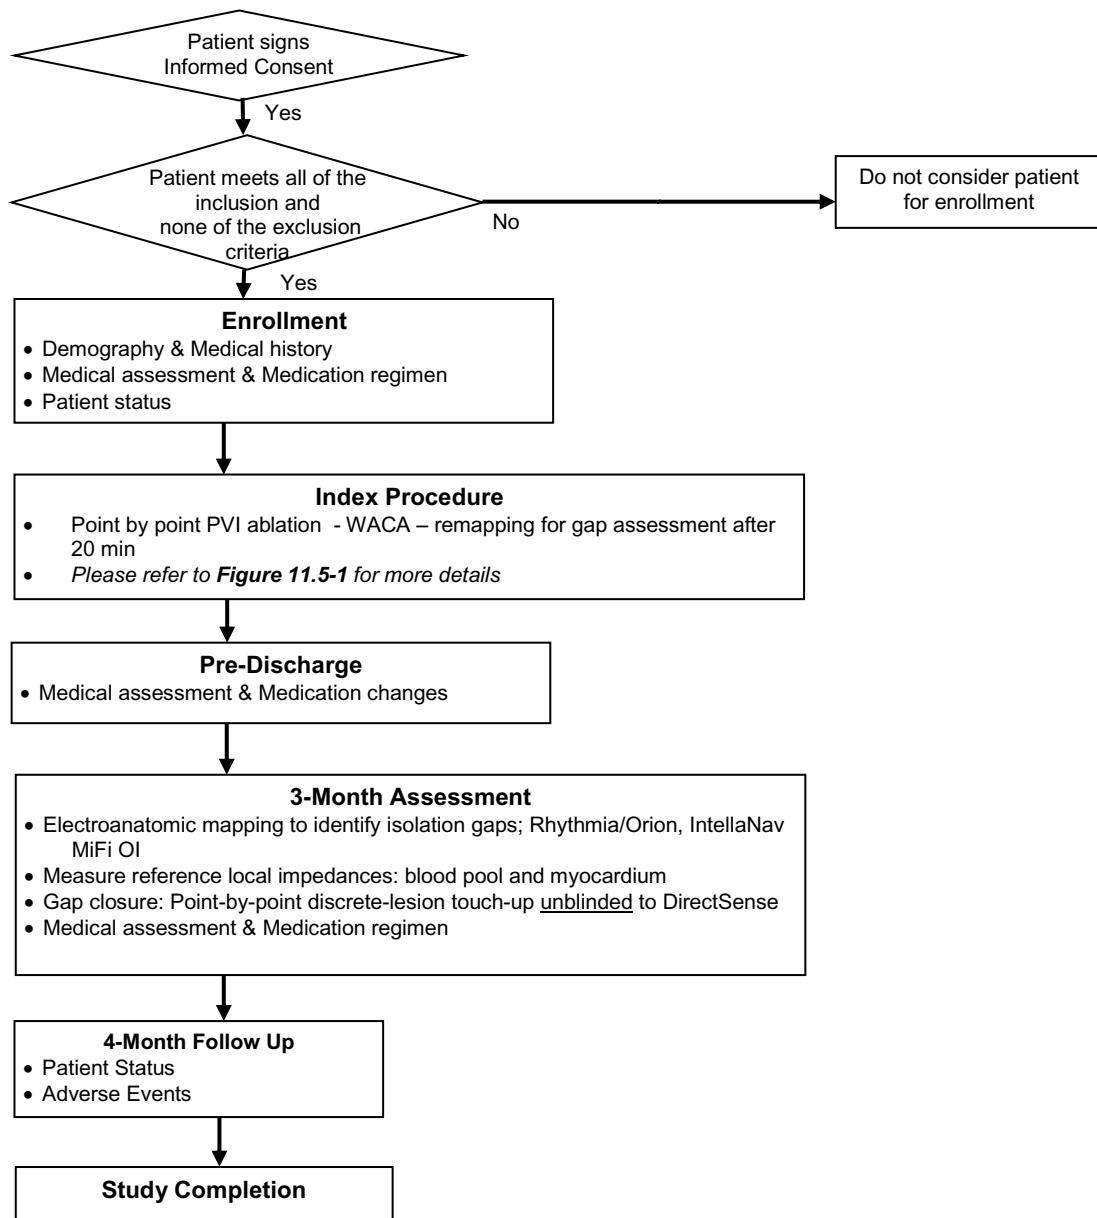 Patient signs
Informed Consent
Yes
Patient meets all of the
inclusion and
none of the exclusion
criteria
No
Do not consider patient
for enrollment
Yes
Enrollment
• Demography & Medical history
• Medical assessment & Medication regimen
• Patient status
Index Procedure
• Point by point PVI ablation - WACA – remapping for gap assessment after
20 min
• Please refer to Figure 11.5-1 for more details
Pre-Discharge
• Medical assessment & Medication changes
3-Month Assessment
• Electroanatomic mapping to identify isolation gaps; Rhythmia/Orion, IntellaNav
MiFi OI
• Measure reference local impedances: blood pool and myocardium
• Gap closure: Point-by-point discrete-lesion touch-up unblinded to DirectSense
• Medical assessment & Medication regimen
4-Month Follow Up
• Patient Status
• Adverse Events
Study Completion